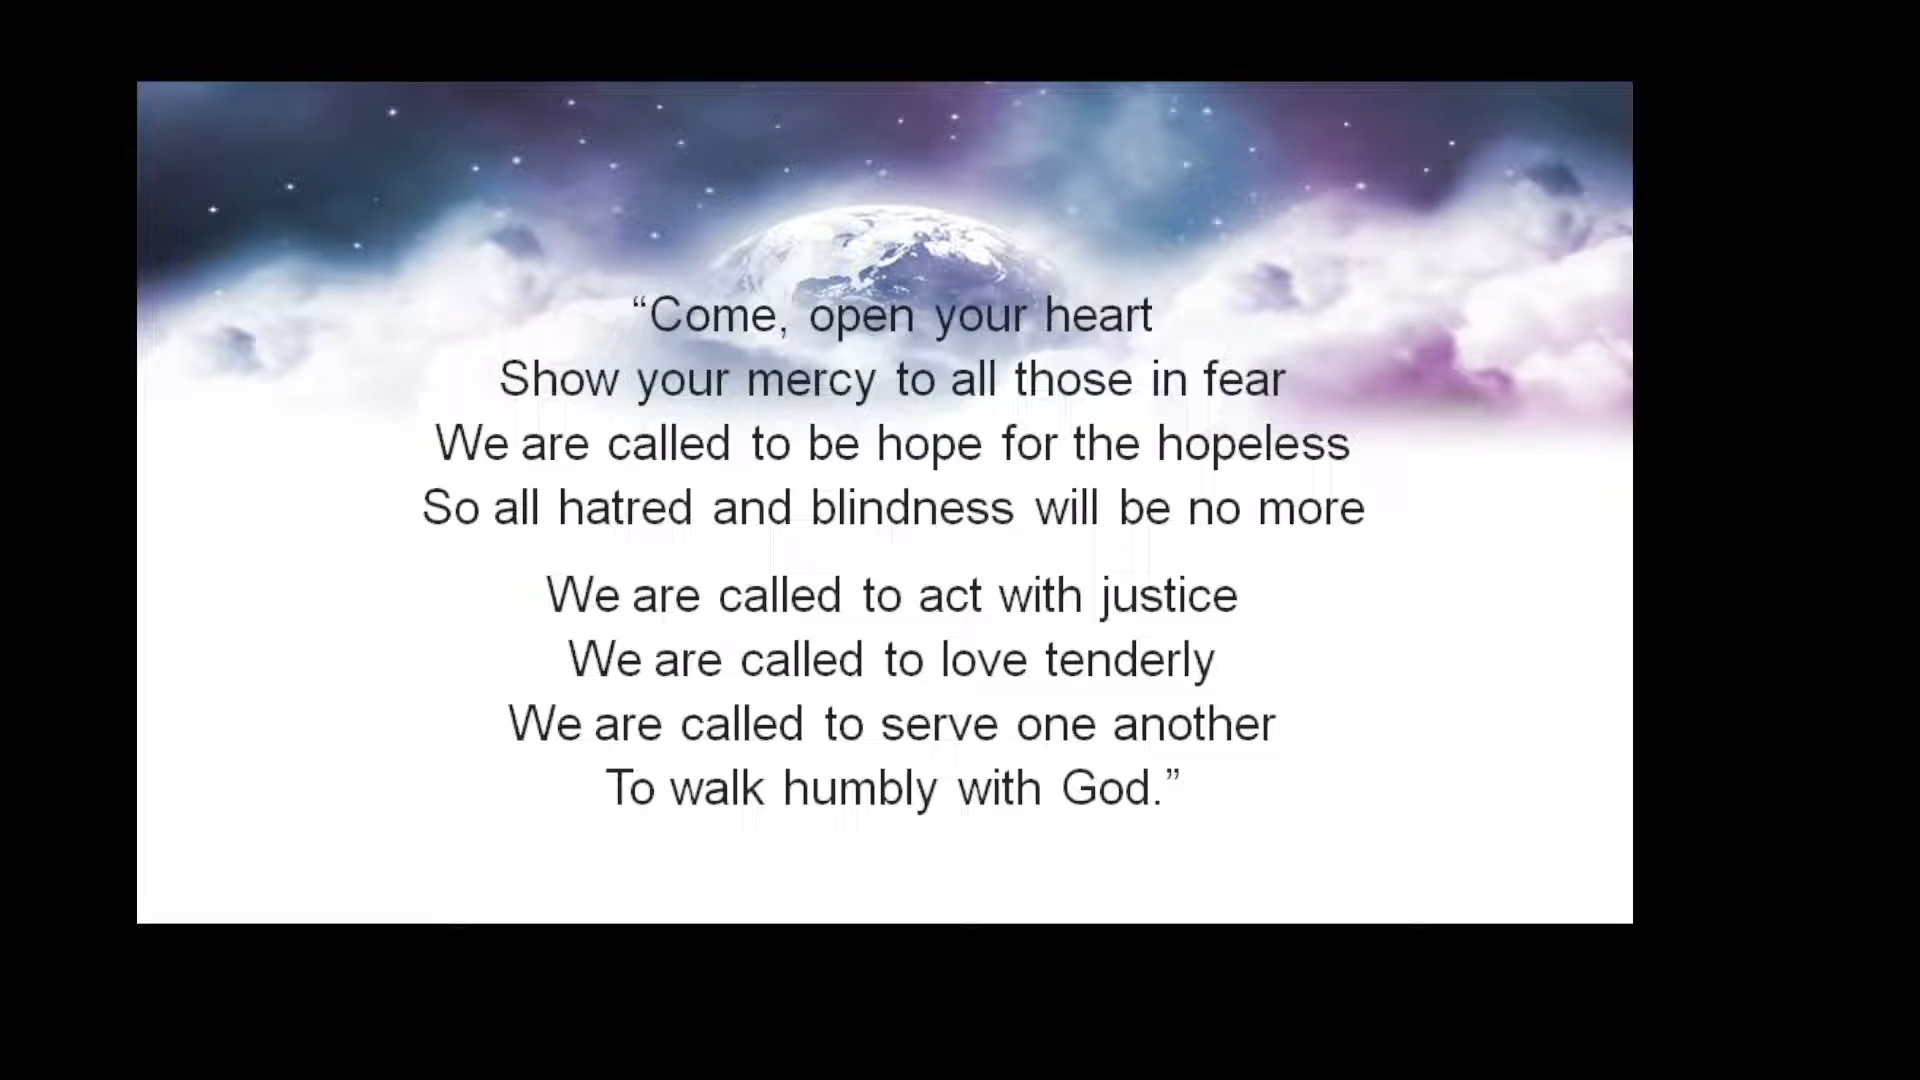 “Come, open your heart
Show your mercy to all those in fear
We are called to be hope for the hopeless
So all hatred and blindness will be no more
We are called to act with justice
We are called to love tenderly
We are called to serve one another
To walk humbly with God.”